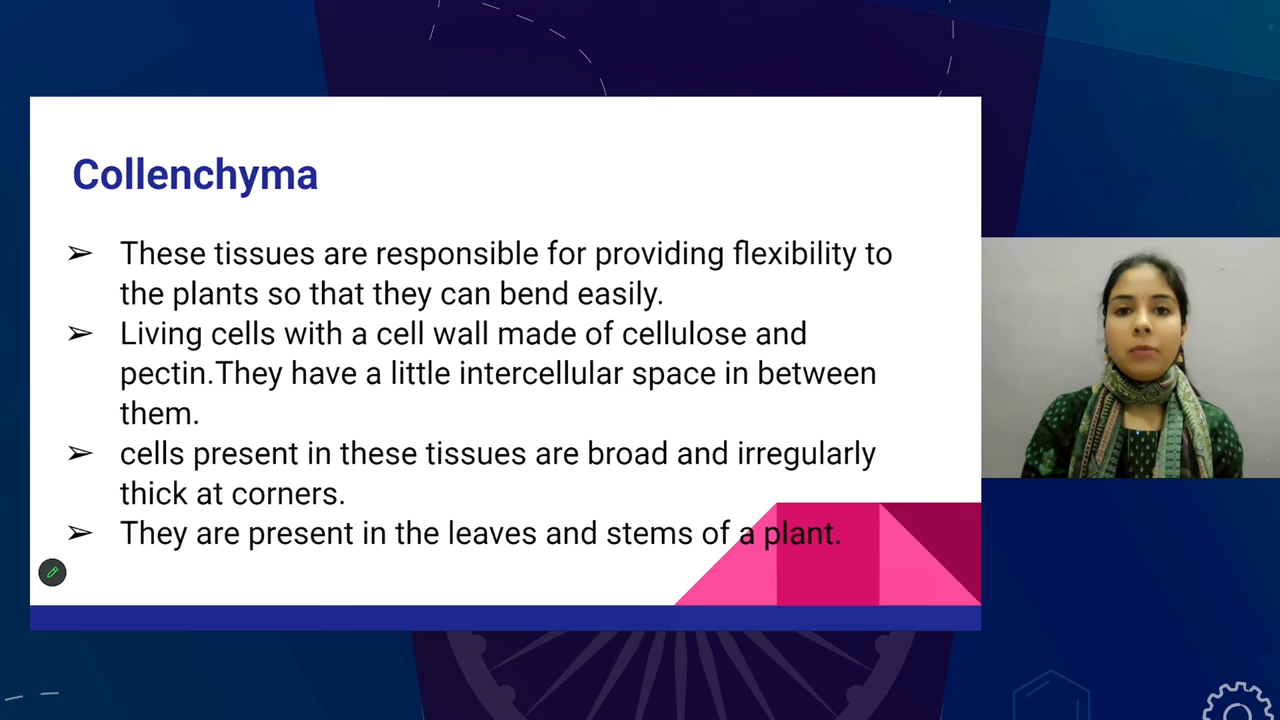 Collenchyma
➢ These tissues are responsible for providing flexibility to
the plants so that they can bend easily.
➢ Living cells with a cell wall made of cellulose and
pectin.They have a little intercellular space in between
them.
➢ cells present in these tissues are broad and irregularly
thick at corners.
➢ They are present in the leaves and stems of a plant.